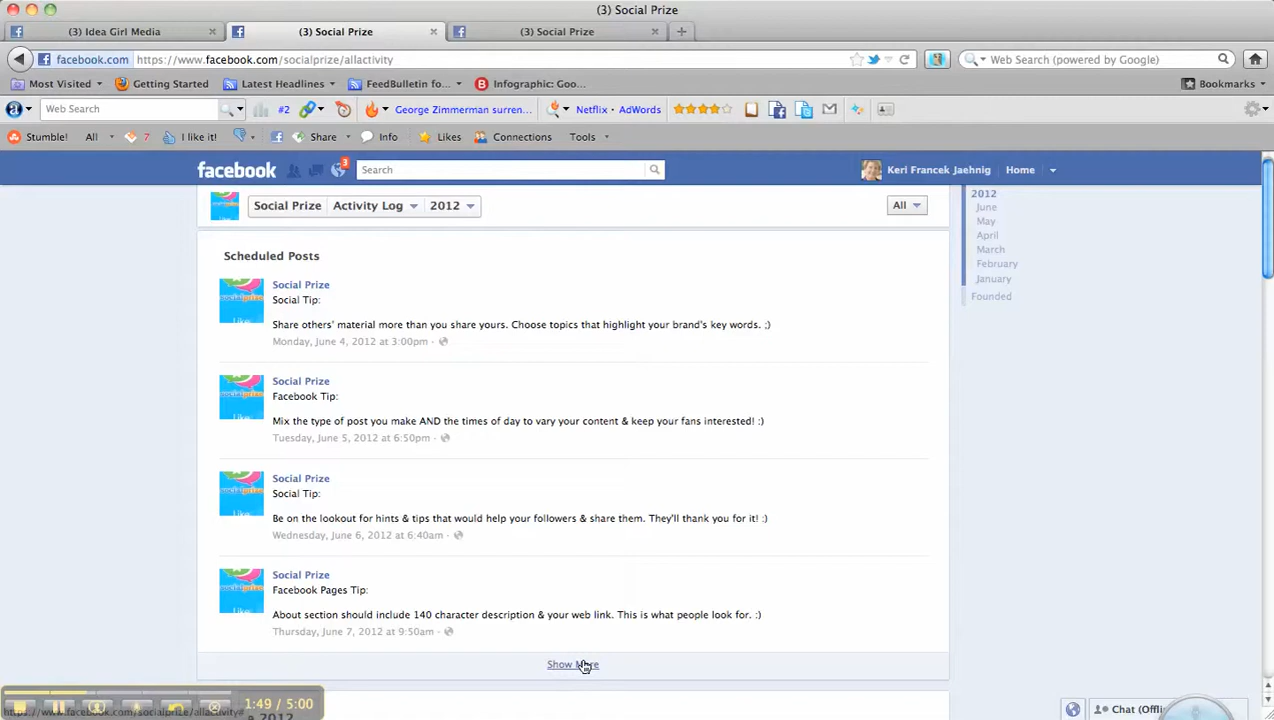 (3) Social Prize
(3) Idea Girl Media
(3) Social Prize
(3) Social Prize
facebook.com
https://www.facebook.com/socialprize/allactivity
Web Search (powered by Google)
Most Visited
Getting Started
Latest Headlines
FeedBulletin fo...
Infographic: Goo...
Bookmarks
Web Search
#2
George Zimmerman surren...
Netflix
AdWords
Stumble!
All
7
I like it!
Share
Info
Likes
Connections
Tools
facebook
3
Search
Keri Francek Jaehnig
Home
Social Prize
Activity Log
2012
All
2012
June
May
April
March
February
January
Founded
Scheduled Posts
Social Prize
Social Tip:
Share others' material more than you share yours. Choose topics that highlight your brand's key words. ;)
Monday, June 4, 2012 at 3:00pm ·
Social Prize
Facebook Tip:
Mix the type of post you make AND the times of day to vary your content & keep your fans interested! :)
Tuesday, June 5, 2012 at 6:50pm ·
Social Prize
Social Tip:
Be on the lookout for hints & tips that would help your followers & share them. They'll thank you for it! :)
Wednesday, June 6, 2012 at 6:40am ·
Social Prize
Facebook Pages Tip:
About section should include 140 character description & your web link. This is what people look for. :)
Thursday, June 7, 2012 at 9:50am ·
Show More
1:49 / 5:00
https://www.facebook.com/socialprize/allactivity#
2012
Chat